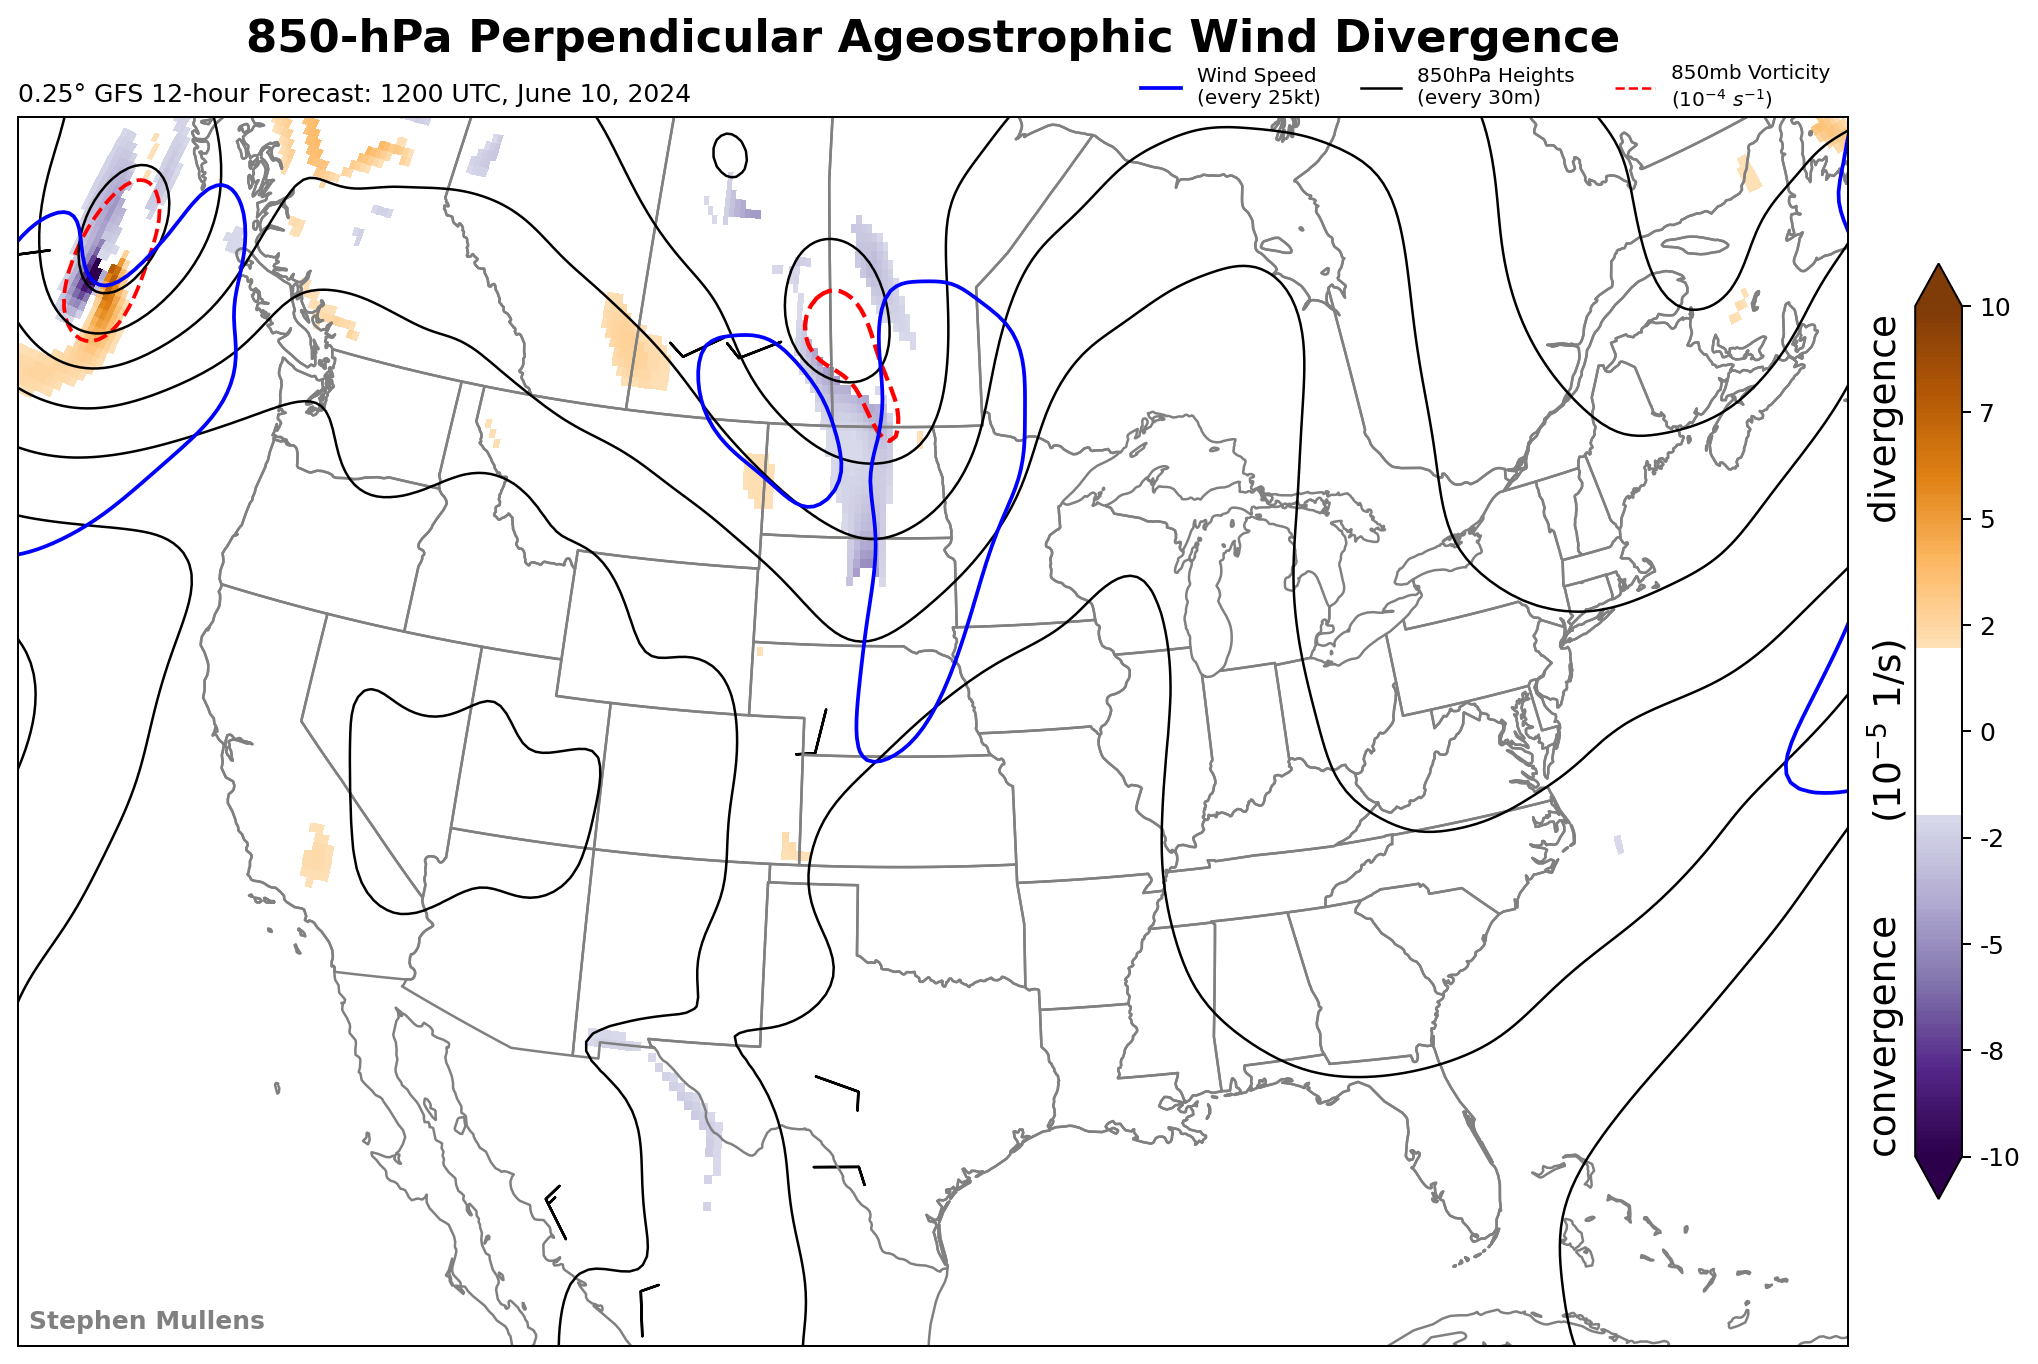 850-hPa Perpendicular Ageostrophic Wind Divergence
0.25° GFS 12-hour Forecast: 1200 UTC, June 10, 2024
Wind Speed
(every 25kt)
850hPa Heights
(every 30m)
850mb Vorticity
(10⁻⁴ s⁻¹)
10
7
5
2
0
-2
-5
-8
-10
convergence (10⁻⁵ 1/s) divergence
Stephen Mullens